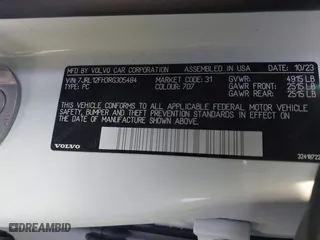 MFD BY VOLVO CAR CORPORATION ASSEMBLED IN USA 10/23
VIN: 7JRL12FH3RG305484 MARKET CODE: 31 GVWR: 4915 LB
TYPE: PC COLOUR: 707 GAWR FRONT: 2515 LB
GAWR REAR: 2515 LB
THIS VEHICLE CONFORMS TO ALL APPLICABLE FEDERAL MOTOR VEHICLE
SAFETY, BUMPER AND THEFT PREVENTION STANDARDS IN EFFECT ON THE DATE
OF MANUFACTURE SHOWN ABOVE.
VOLVO
DREAMBID